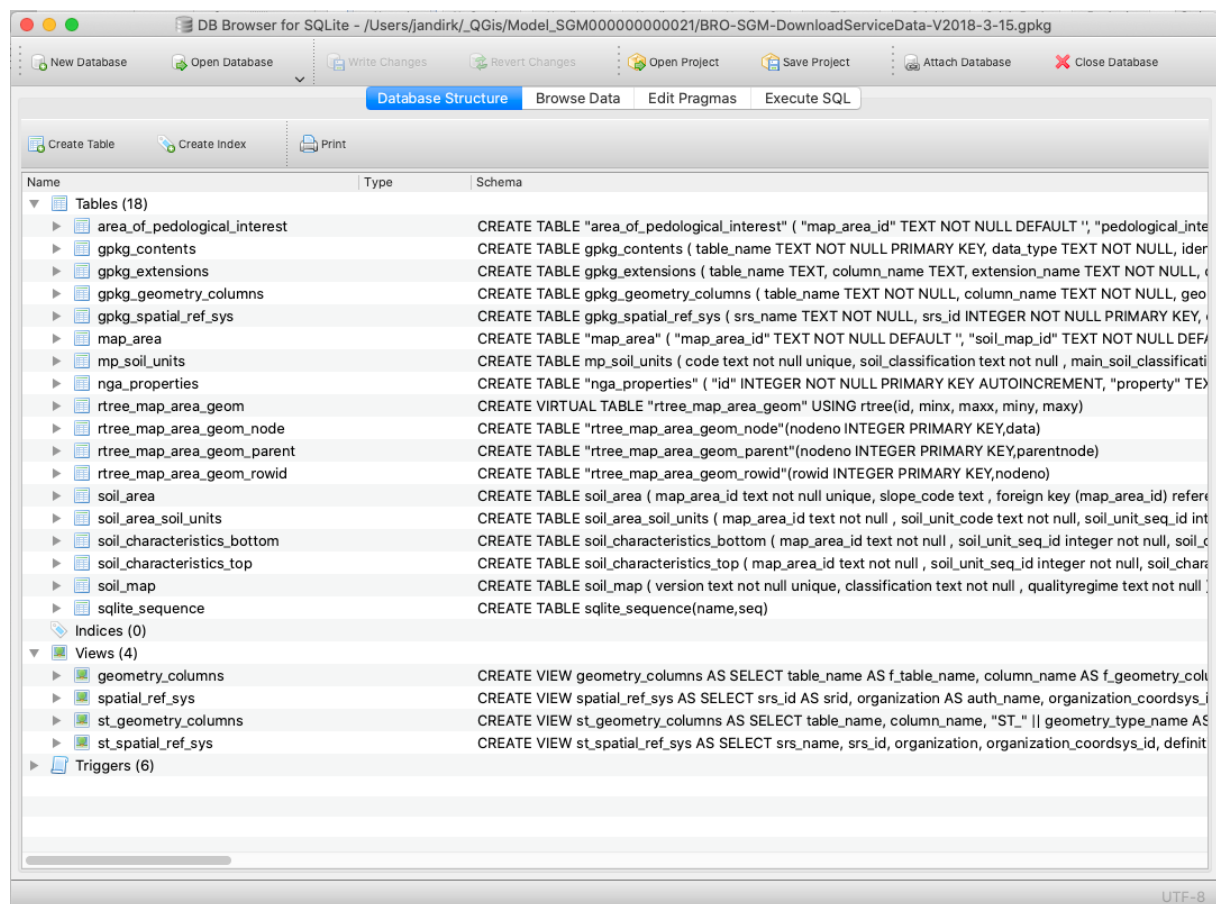 DB Browser for SQLite - /Users/jandirk/_QGis/Model_SGM000000000021/BRO-SGM-DownloadServiceData-V2018-3-15.gpkg
New Database Open Database Write Changes Revert Changes Open Project Save Project Attach Database Close Database
Database Structure Browse Data Edit Pragmas Execute SQL
Create Table Create Index Print
Name Type Schema
Tables (18)
area_of_pedological_interest CREATE TABLE "area_of_pedological_interest" ( "map_area_id" TEXT NOT NULL DEFAULT '', "pedological_inte
gpkg_contents CREATE TABLE gpkg_contents ( table_name TEXT NOT NULL PRIMARY KEY, data_type TEXT NOT NULL, iden
gpkg_extensions CREATE TABLE gpkg_extensions ( table_name TEXT, column_name TEXT, extension_name TEXT NOT NULL,
gpkg_geometry_columns CREATE TABLE gpkg_geometry_columns ( table_name TEXT NOT NULL, column_name TEXT NOT NULL, geo
gpkg_spatial_ref_sys CREATE TABLE gpkg_spatial_ref_sys ( srs_name TEXT NOT NULL, srs_id INTEGER NOT NULL PRIMARY KEY,
map_area CREATE TABLE "map_area" ( "map_area_id" TEXT NOT NULL DEFAULT '', "soil_map_id" TEXT NOT NULL DEFA
mp_soil_units CREATE TABLE mp_soil_units ( code text not null unique, soil_classification text not null , main_soil_classificati
nga_properties CREATE TABLE "nga_properties" ( "id" INTEGER NOT NULL PRIMARY KEY AUTOINCREMENT, "property" TEX
rtree_map_area_geom CREATE VIRTUAL TABLE "rtree_map_area_geom" USING rtree(id, minx, maxx, miny, maxy)
rtree_map_area_geom_node CREATE TABLE "rtree_map_area_geom_node"(nodeno INTEGER PRIMARY KEY,data)
rtree_map_area_geom_parent CREATE TABLE "rtree_map_area_geom_parent"(nodeno INTEGER PRIMARY KEY,parentnode)
rtree_map_area_geom_rowid CREATE TABLE "rtree_map_area_geom_rowid"(rowid INTEGER PRIMARY KEY,nodeno)
soil_area CREATE TABLE soil_area ( map_area_id text not null unique, slope_code text , foreign key (map_area_id) refere
soil_area_soil_units CREATE TABLE soil_area_soil_units ( map_area_id text not null , soil_unit_code text not null, soil_unit_seq_id int
soil_characteristics_bottom CREATE TABLE soil_characteristics_bottom ( map_area_id text not null , soil_unit_seq_id integer not null, soil_c
soil_characteristics_top CREATE TABLE soil_characteristics_top ( map_area_id text not null , soil_unit_seq_id integer not null, soil_chara
soil_map CREATE TABLE soil_map ( version text not null unique, classification text not null , qualityregime text not null
sqlite_sequence CREATE TABLE sqlite_sequence(name,seq)
Indices (0)
Views (4)
geometry_columns CREATE VIEW geometry_columns AS SELECT table_name AS f_table_name, column_name AS f_geometry_colu
spatial_ref_sys CREATE VIEW spatial_ref_sys AS SELECT srs_id AS srid, organization AS auth_name, organization_coordsys_i
st_geometry_columns CREATE VIEW st_geometry_columns AS SELECT table_name, column_name, "ST_" || geometry_type_name AS
st_spatial_ref_sys CREATE VIEW st_spatial_ref_sys AS SELECT srs_name, srs_id, organization, organization_coordsys_id, definit
Triggers (6)
UTF-8